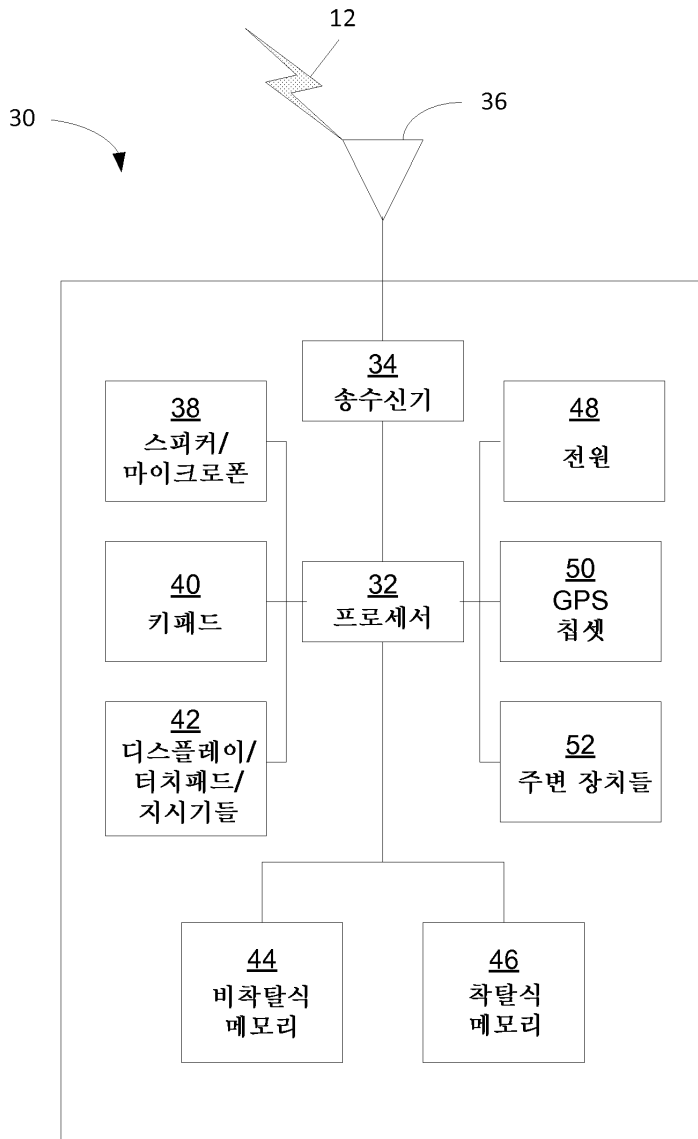 12
36
30
34
송수신기
38
스피커/
마이크로폰
48
전원
40
키패드
32
프로세서
50
GPS
칩셋
42
디스플레이/
터치패드/
지시기들
52
주변 장치들
44
비착탈식
메모리
46
착탈식
메모리